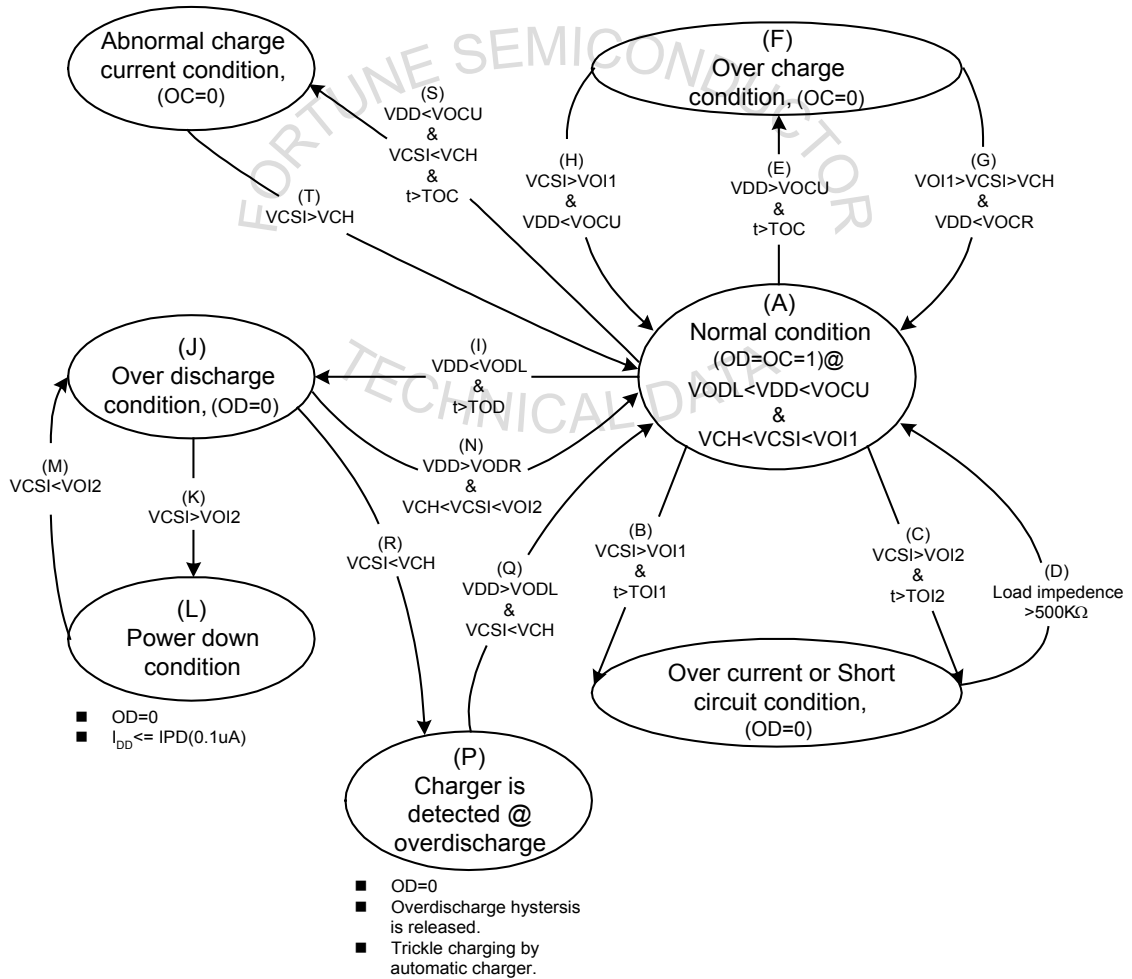 FORTUNE SEMICONDUCTOR
TECHNICAL DATA
Abnormal charge
current condition,
(OC=0)
(S)
VDD<VOCU
&
VCSI<VCH
&
t>TOC
(T)
VCSI>VCH
(F)
Over charge
condition, (OC=0)
(H)
VCSI>VOI1
&
VDD<VOCU
(E)
VDD>VOCU
&
t>TOC
(G)
VOI1>VCSI>VCH
&
VDD<VOCR
(A)
Normal condition
(OD=OC=1)@
VODL<VDD<VOCU
&
VCH<VCSI<VOI1
(J)
Over discharge
condition, (OD=0)
(I)
VDD<VODL
&
t>TOD
(N)
VDD>VODR
&
VCH<VCSI<VOI2
(M)
VCSI<VOI2
(K)
VCSI>VOI2
(R)
VCSI<VCH
(Q)
VDD>VODL
&
VCSI<VCH
(B)
VCSI>VOI1
&
t>TOI1
(C)
VCSI>VOI2
&
t>TOI2
(D)
Load impedence
>500KΩ
(L)
Power down
condition
■ OD=0
■ IDD<= IPD(0.1uA)
Over current or Short
circuit condition,
(OD=0)
(P)
Charger is
detected @
overdischarge
■ OD=0
■ Overdischarge hystersis
is released.
■ Trickle charging by
automatic charger.